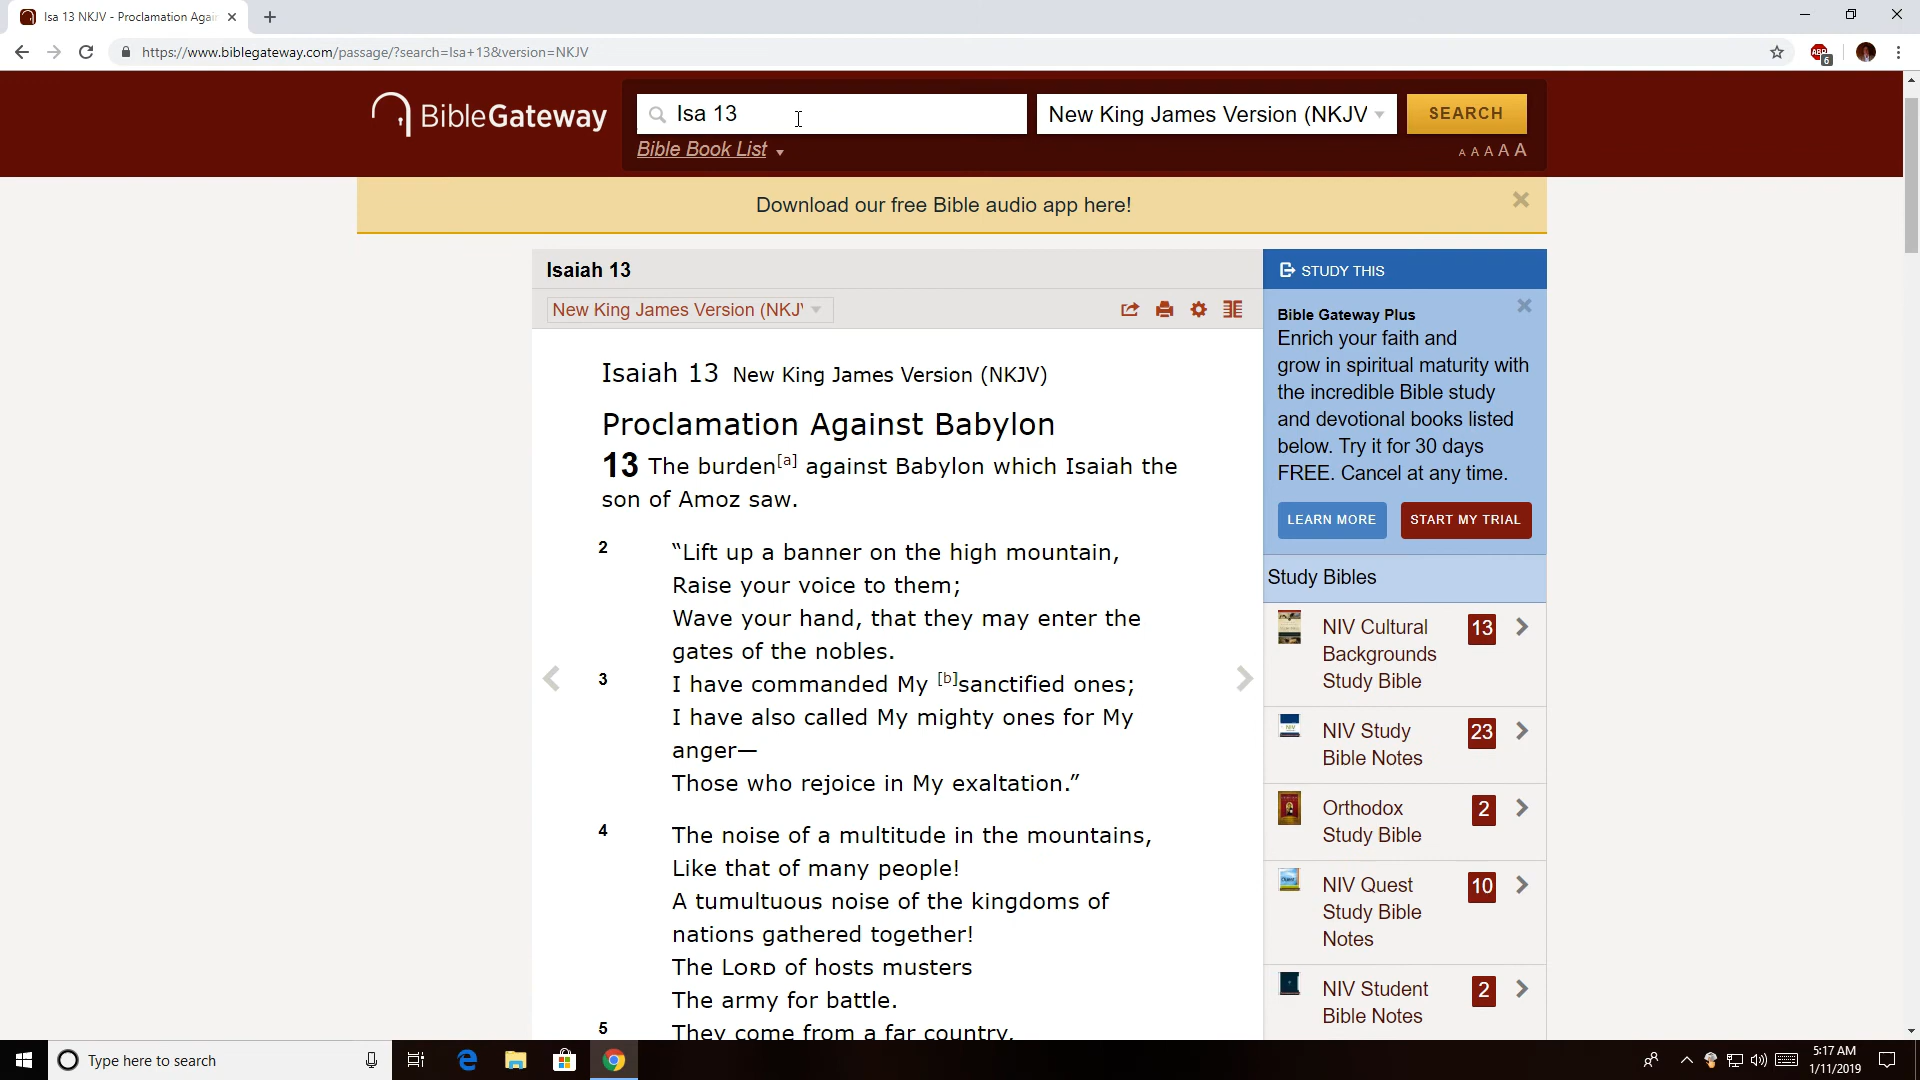 Isa 13 NKJV - Proclamation Again
https://www.biblegateway.com/passage/?search=Isa+13&version=NKJV
ABP
6
BibleGateway
Isa 13
New King James Version (NKJV
SEARCH
Bible Book List
A A A A A
Download our free Bible audio app here!
Isaiah 13
New King James Version (NKJV
Isaiah 13 New King James Version (NKJV)
Proclamation Against Babylon
13 The burden[a] against Babylon which Isaiah the
son of Amoz saw.
2 “Lift up a banner on the high mountain,
Raise your voice to them;
Wave your hand, that they may enter the
gates of the nobles.
3 I have commanded My [b]sanctified ones;
I have also called My mighty ones for My
anger—
Those who rejoice in My exaltation.”
4 The noise of a multitude in the mountains,
Like that of many people!
A tumultuous noise of the kingdoms of
nations gathered together!
The LORD of hosts musters
The army for battle.
5 They come from a far country,
STUDY THIS
Bible Gateway Plus
Enrich your faith and
grow in spiritual maturity with
the incredible Bible study
and devotional books listed
below. Try it for 30 days
FREE. Cancel at any time.
LEARN MORE
START MY TRIAL
Study Bibles
NIV Cultural
Backgrounds
Study Bible
13
NIV Study
Bible Notes
23
Orthodox
Study Bible
2
NIV Quest
Study Bible
Notes
10
NIV Student
Bible Notes
2
Type here to search
5:17 AM
1/11/2019